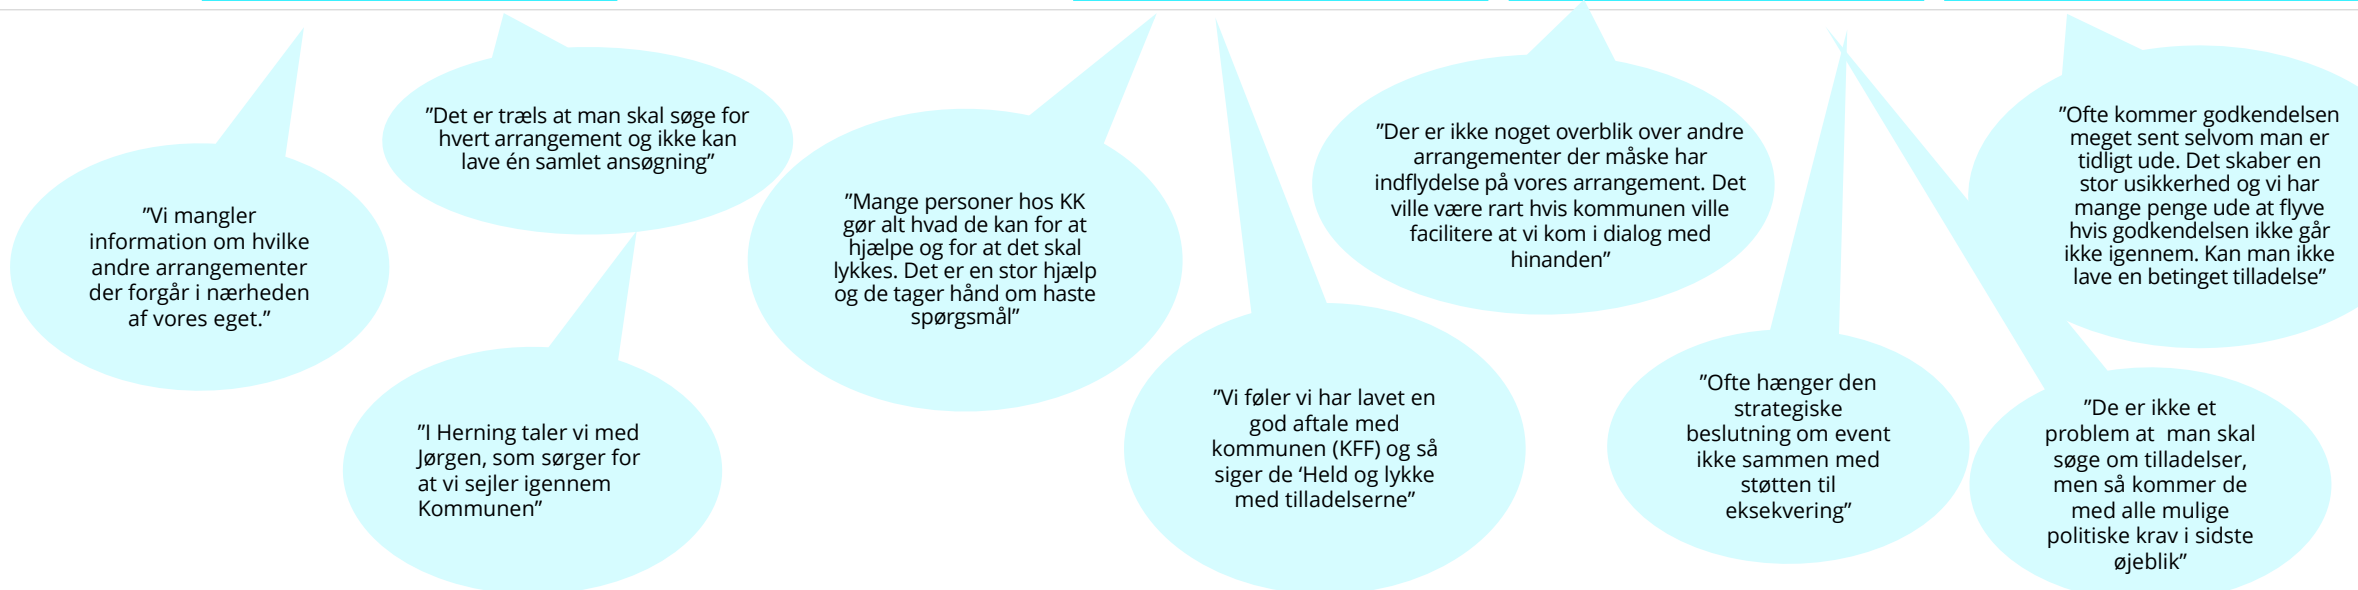 ”Vi mangler
information om hvilke
andre arrangementer
der forgår i nærheden
af vores eget.”
”Det er træls at man skal søge for
hvert arrangement og ikke kan
lave én samlet ansøgning”
”I Herning taler vi med
Jørgen, som sørger for
at vi sejler igennem
Kommunen”
”Mange personer hos KK
gør alt hvad de kan for at
hjælpe og for at det skal
lykkes. Det er en stor hjælp
og de tager hånd om haste
spørgsmål”
”Vi føler vi har lavet en
god aftale med
kommunen (KFF) og så
siger de ‘Held og lykke
med tilladelserne”
”Der er ikke noget overblik over andre
arrangementer der måske har
indflydelse på vores arrangement. Det
ville være rart hvis kommunen ville
facilitere at vi kom i dialog med
hinanden”
”Ofte hænger den
strategiske
beslutning om event
ikke sammen med
støtten til
eksekvering”
”Ofte kommer godkendelsen
meget sent selvom man er
tidligt ude. Det skaber en
stor usikkerhed og vi har
mange penge ude at flyve
hvis godkendelsen ikke går
ikke igennem. Kan man ikke
lave en betinget tilladelse”
”De er ikke et
problem at  man skal
søge om tilladelser,
men så kommer de
med alle mulige
politiske krav i sidste
øjeblik”